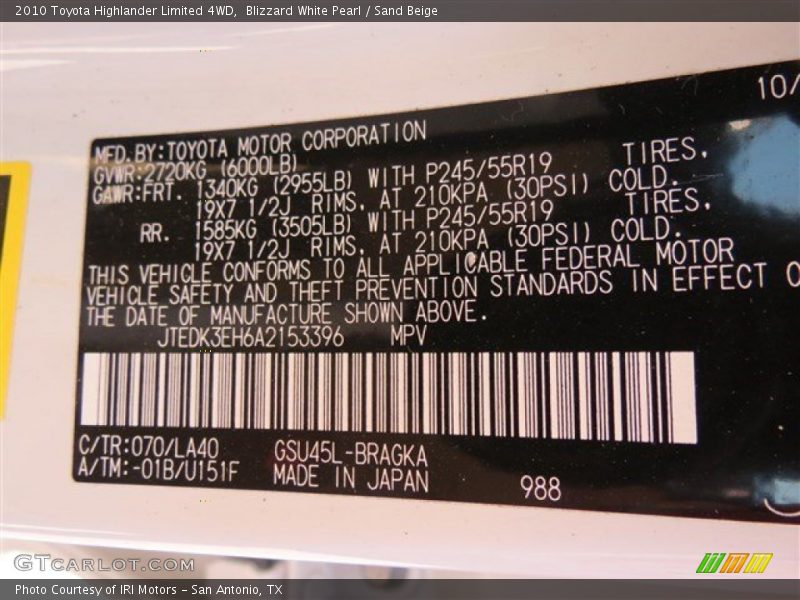 2010 Toyota Highlander Limited 4WD,  Blizzard White Pearl / Sand Beige
10/
MFD.BY:TOYOTA MOTOR CORPORATION
GVWR:2720KG (6000LB)
GAWR:FRT. 1340KG (2955LB) WITH P245/55R19 TIRES.
19X7 1/2J RIMS, AT 210KPA (30PSI) COLD.
RR. 1585KG (3505LB) WITH P245/55R19 TIRES.
19X7 1/2J RIMS, AT 210KPA (30PSI) COLD.
THIS VEHICLE CONFORMS TO ALL APPLICABLE FEDERAL MOTOR
VEHICLE SAFETY AND THEFT PREVENTION STANDARDS IN EFFECT O
THE DATE OF MANUFACTURE SHOWN ABOVE.
JTEDK3EH6A2153396 MPV
C/TR:070/LA40 GSU45L-BRAGKA
A/TM:-01B/U151F MADE IN JAPAN
988
GTcarlot.com
Photo Courtesy of IRI Motors - San Antonio, TX